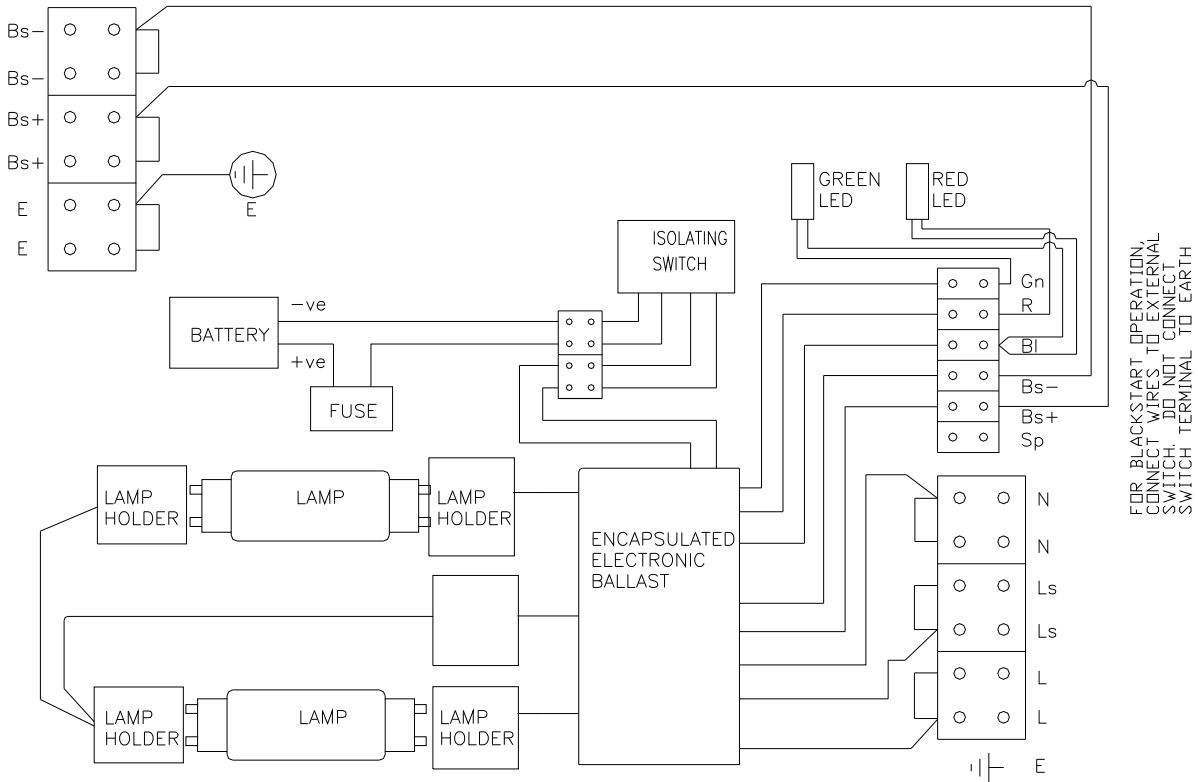 Bs-
Bs-
Bs+
Bs+
E
E
E
GREEN
LED
RED
LED
ISOLATING
SWITCH
BATTERY
-ve
+ve
FUSE
Gn
R
Bl
Bs-
Bs+
Sp
FOR BLACKSTART OPERATION,
CONNECT WIRES TO EXTERNAL
SWITCH. DO NOT CONNECT
SWITCH TERMINAL TO EARTH
LAMP
HOLDER
LAMP
LAMP
HOLDER
ENCAPSULATED
ELECTRONIC
BALLAST
N
N
Ls
Ls
L
L
E
LAMP
HOLDER
LAMP
LAMP
HOLDER